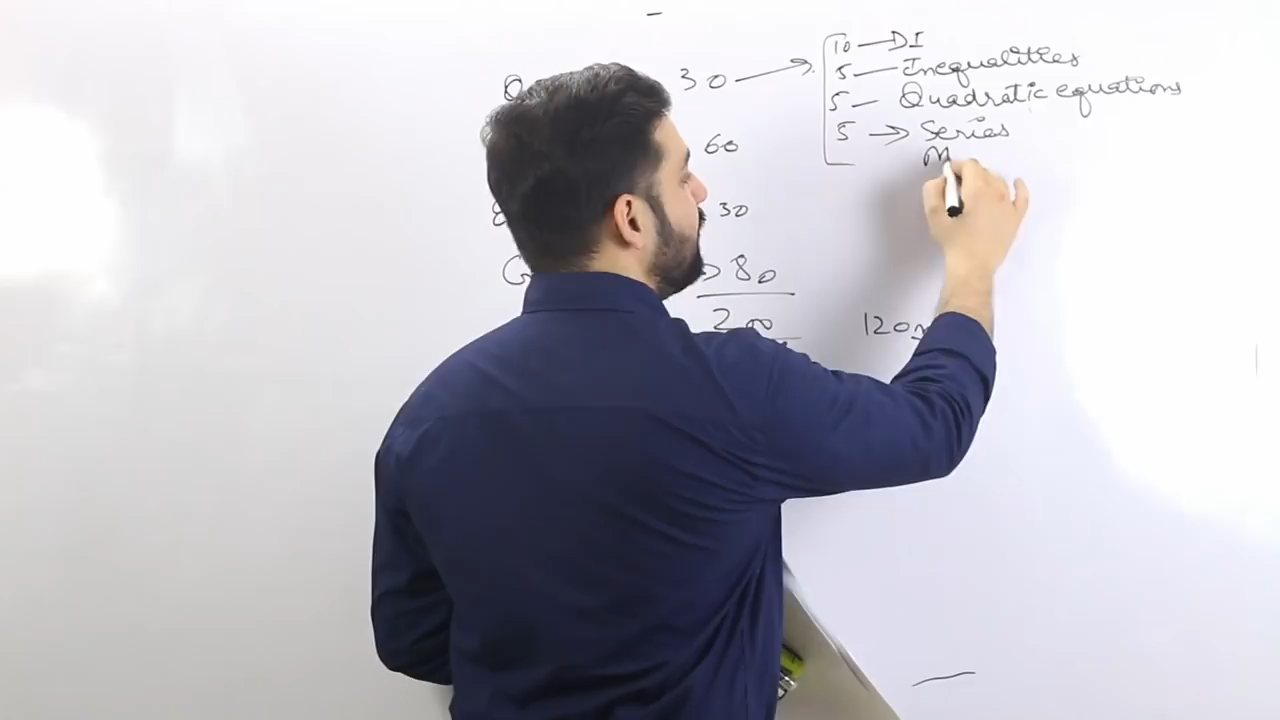 30 → 10 — DI
5 — Inequalities
5 — Quadratic equations
5 → Series
M
60
30
G → 80
200
120